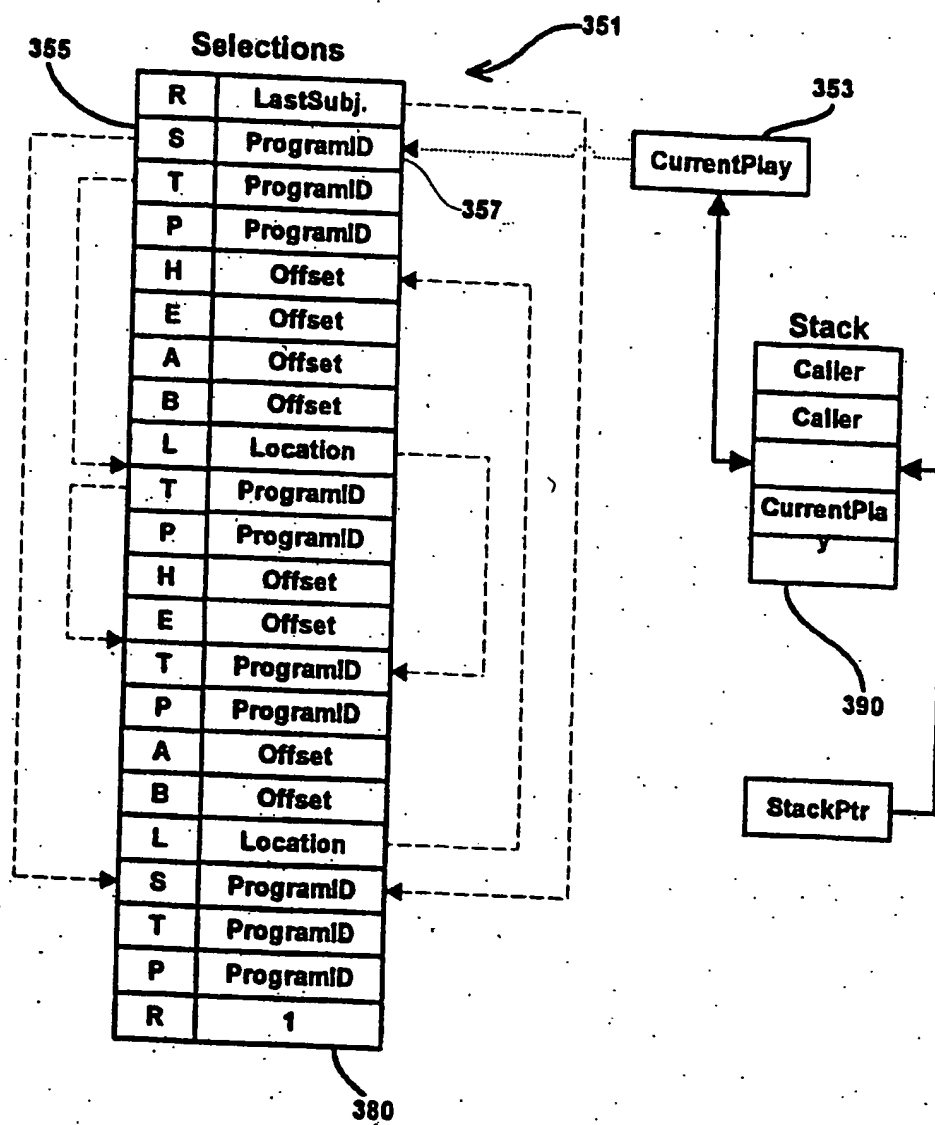 351
355
Selections
353
R LastSubj.
S ProgramID
CurrentPlay
T ProgramID
357
P ProgramID
H Offset
E Offset
A Offset
B Offset
L Location
T ProgramID
P ProgramID
H Offset
E Offset
T ProgramID
P ProgramID
A Offset
B Offset
L Location
S ProgramID
T ProgramID
P ProgramID
R 1
380
Stack
Caller
Caller
CurrentPla
y
390
StackPtr